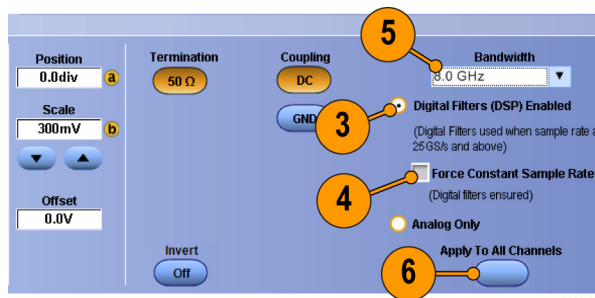 Position
0.0div a
Scale
300mV b
Offset
0.0V
Termination
50 Ω
Invert
Off
Coupling
DC
GND
5
Bandwidth
8.0 GHz
3
Digital Filters (DSP) Enabled
(Digital Filters used when sample rate a
25GS/s and above)
4
Force Constant Sample Rate
(Digital filters ensured)
Analog Only
Apply To All Channels
6